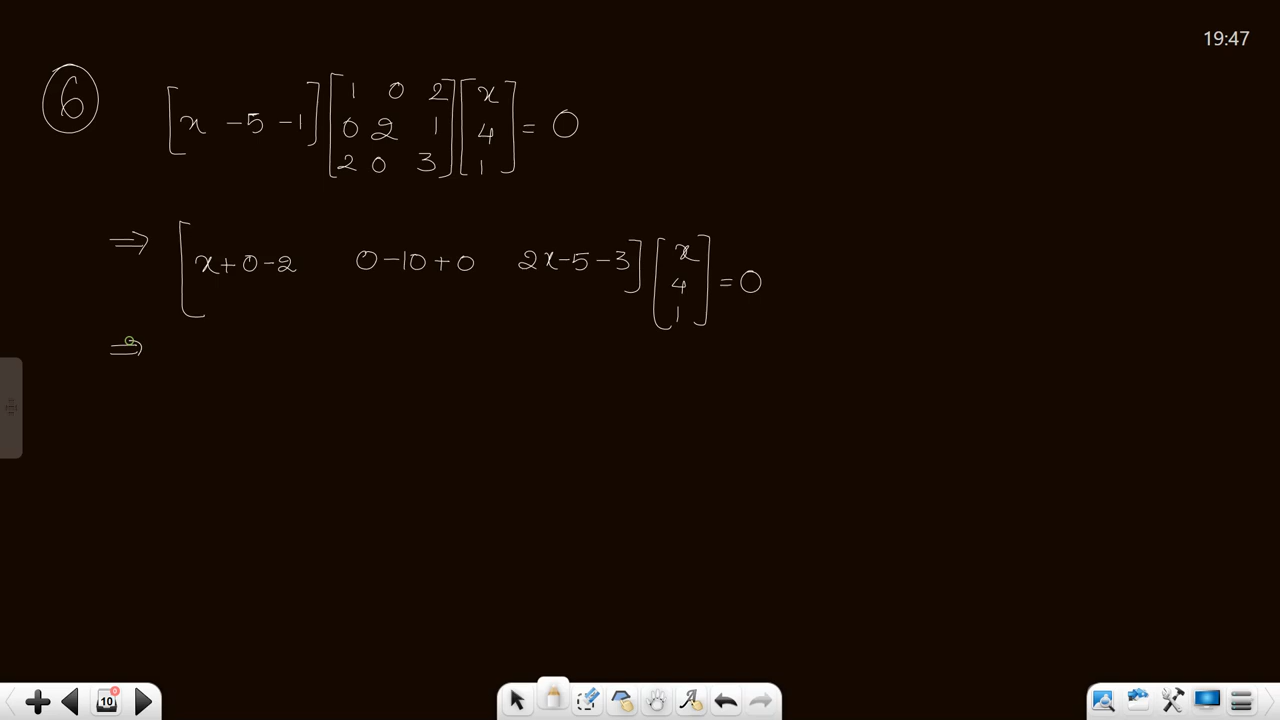 19:47
6 [x -5 -1] [1 0 2 [x
0 2 1 4
2 0 3] 1] = 0
⇒ [x+0-2 0-10+0 2x-5-3] [x
4
1] = 0
⇒
10